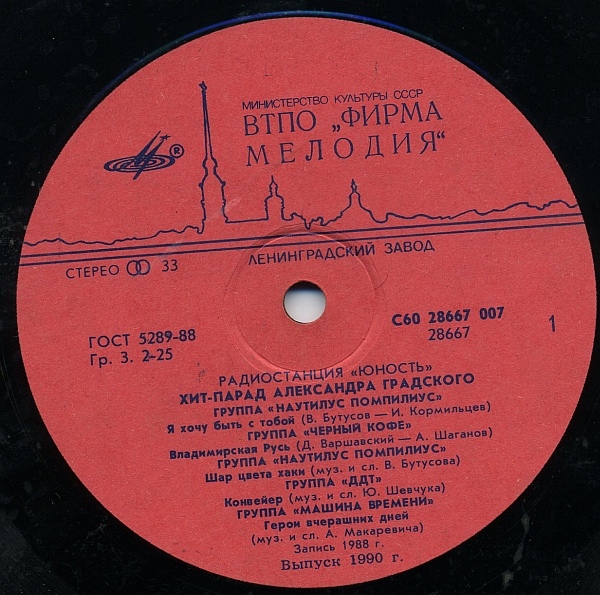 МИНИСТЕРСТВО КУЛЬТУРЫ СССР
ВТПО „ФИРМА
МЕЛОДИЯ“
®
ЛЕНИНГРАДСКИЙ ЗАВОД
СТЕРЕО 33
ГОСТ 5289-88
Гр. 3. 2-25
С60 28667 007
28667
1
РАДИОСТАНЦИЯ «ЮНОСТЬ»
ХИТ-ПАРАД АЛЕКСАНДРА ГРАДСКОГО
ГРУППА «НАУТИЛУС ПОМПИЛИУС»
Я хочу быть с тобой (В. Бутусов — И. Кормильцев)
ГРУППА «ЧЕРНЫЙ КОФЕ»
Владимирская Русь (Д. Варшавский — А. Шаганов)
ГРУППА «НАУТИЛУС ПОМПИЛИУС»
Шар цвета хаки (муз. и сл. В. Бутусова)
ГРУППА «ДДТ»
Конвейер (муз. и сл. Ю. Шевчука)
ГРУППА «МАШИНА ВРЕМЕНИ»
Герои вчерашних дней
(муз. и сл. А. Макаревича)
Запись 1988 г.
Выпуск 1990 г.